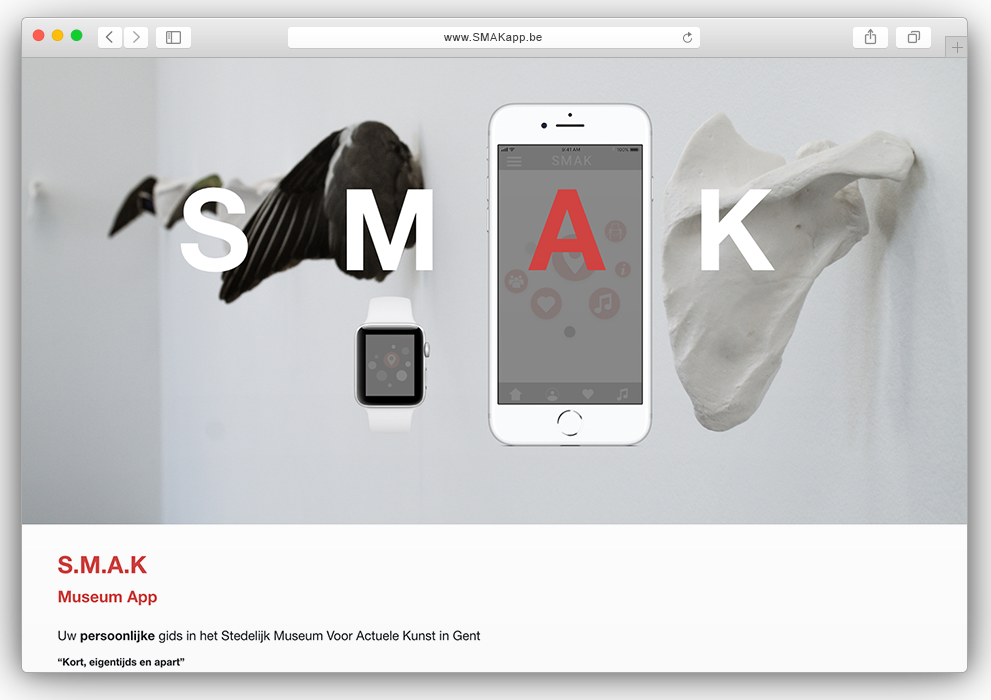 www.SMAKapp.be
9:41 AM
100%
SMAK
S M A K
S.M.A.K
Museum App
Uw persoonlijke gids in het Stedelijk Museum Voor Actuele Kunst in Gent
“Kort, eigentijds en apart”